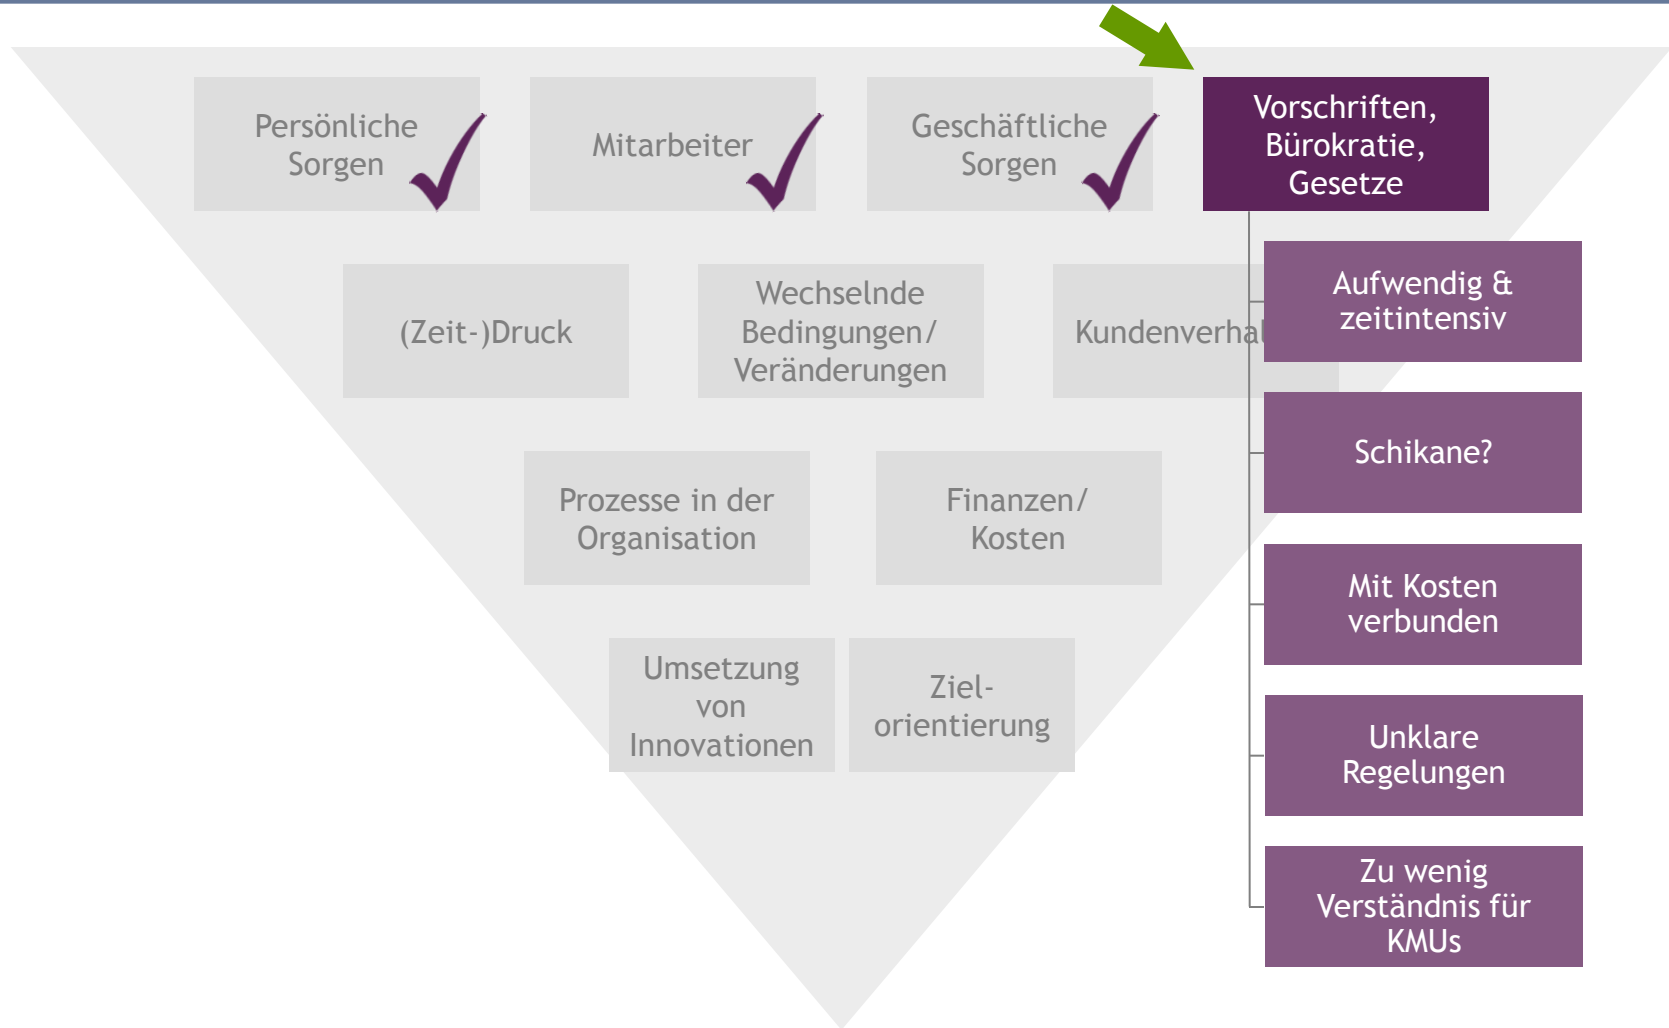 Persönliche
Sorgen
Mitarbeiter
Geschäftliche
Sorgen
Vorschriften,
Bürokratie,
Gesetze
(Zeit-)Druck
Wechselnde
Bedingungen/
Veränderungen
Kundenverhal
Aufwendig &
zeitintensiv
Schikane?
Prozesse in der
Organisation
Finanzen/
Kosten
Mit Kosten
verbunden
Umsetzung
von
Innovationen
Ziel-
orientierung
Unklare
Regelungen
Zu wenig
Verständnis für
KMUs